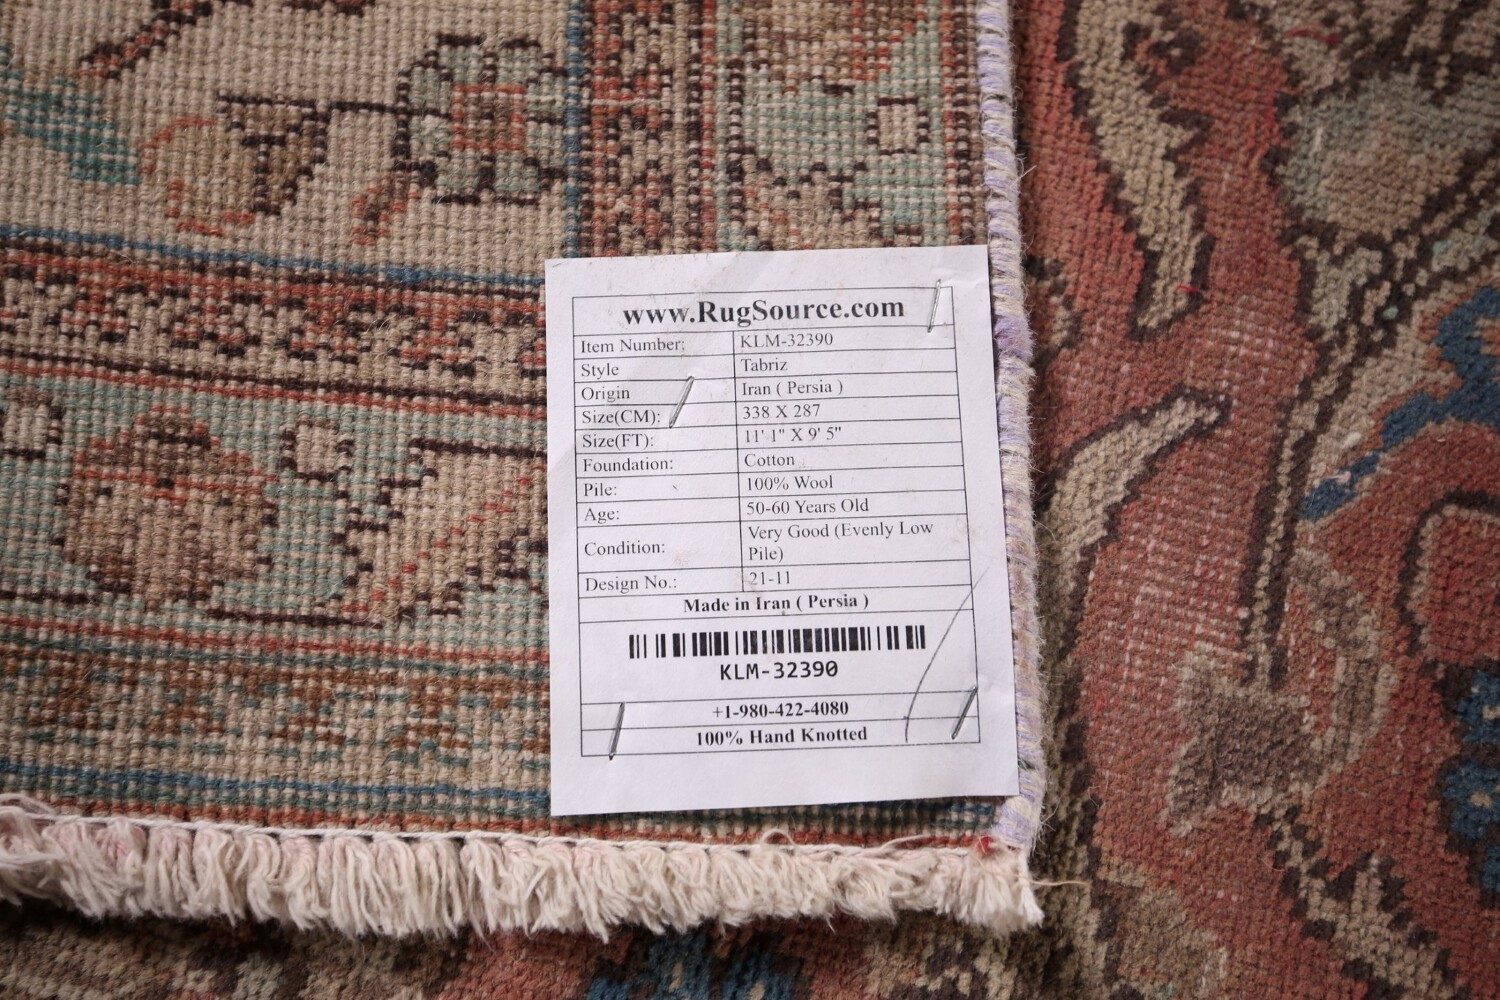 www.RugSource.com
Item Number: KLM-32390
Style Tabriz
Origin Iran ( Persia )
Size(CM): 338 X 287
Size(FT): 11' 1" X 9' 5"
Foundation: Cotton
Pile: 100% Wool
Age: 50-60 Years Old
Condition: Very Good (Evenly Low
Pile)
Design No.: 21-11
Made in Iran ( Persia )
KLM-32390
+1-980-422-4080
100% Hand Knotted